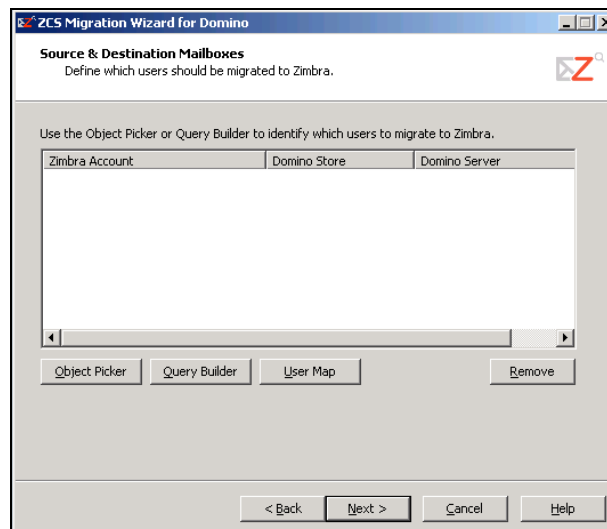 ZCS Migration Wizard for Domino
Source & Destination Mailboxes
Define which users should be migrated to Zimbra.
Use the Object Picker or Query Builder to identify which users to migrate to Zimbra.
Zimbra Account Domino Store Domino Server
Object Picker Query Builder User Map Remove
< Back Next > Cancel Help